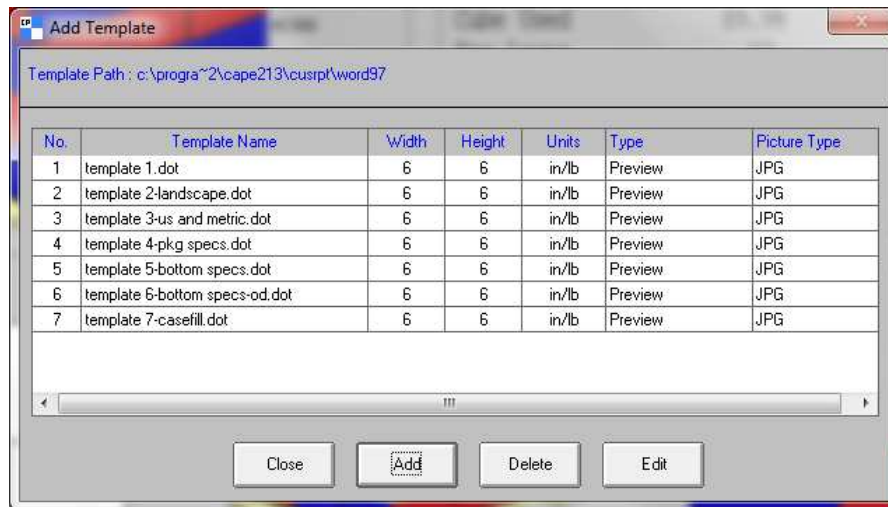 CP Add Template
Template Path : c:\progra~2\cape213\cusrpt\word97
No. Template Name Width Height Units Type Picture Type
1 template 1.dot 6 6 in/lb Preview JPG
2 template 2-landscape.dot 6 6 in/lb Preview JPG
3 template 3-us and metric.dot 6 6 in/lb Preview JPG
4 template 4-pkg specs.dot 6 6 in/lb Preview JPG
5 template 5-bottom specs.dot 6 6 in/lb Preview JPG
6 template 6-bottom specs-od.dot 6 6 in/lb Preview JPG
7 template 7-casefill.dot 6 6 in/lb Preview JPG
Close Add Delete Edit